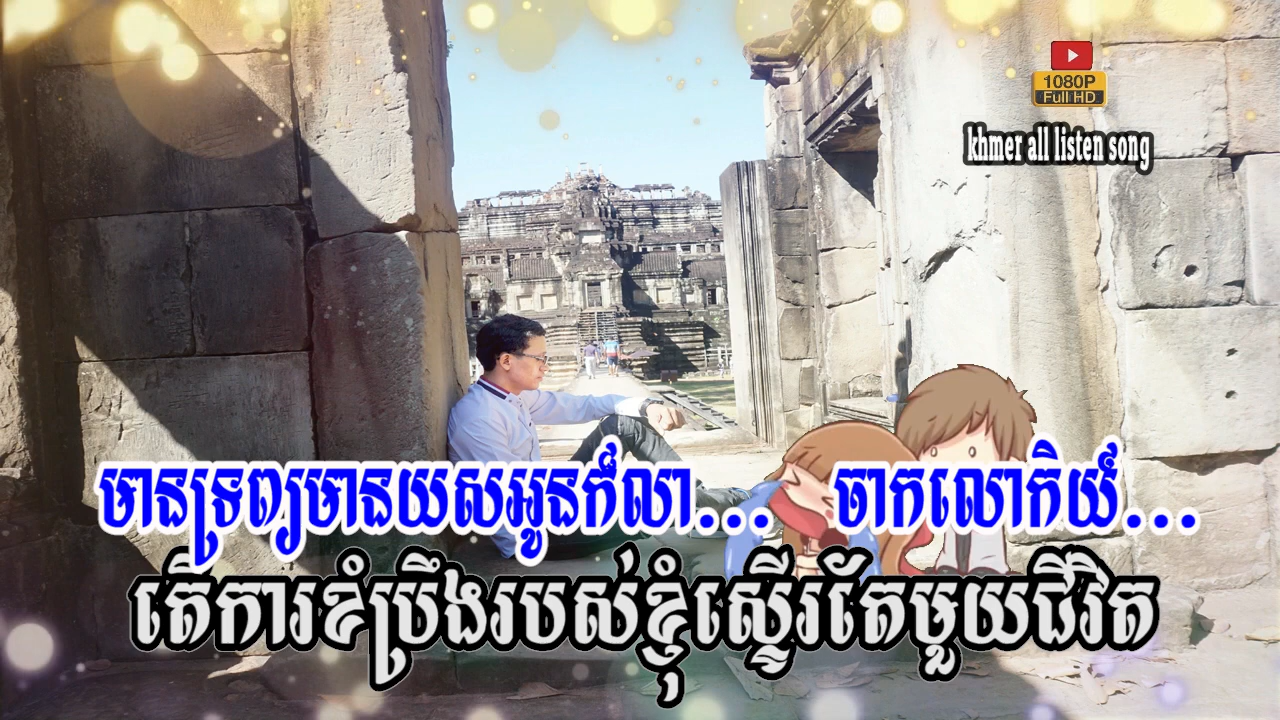 1080P
Full HD
khmer all listen song
មានទ្រព្យមានយសអូនក៏លា... ចាកលោកិយ៍...
តើការខំប្រឹងរបស់ខ្ញុំស្ទើរតែមួយជីវិត